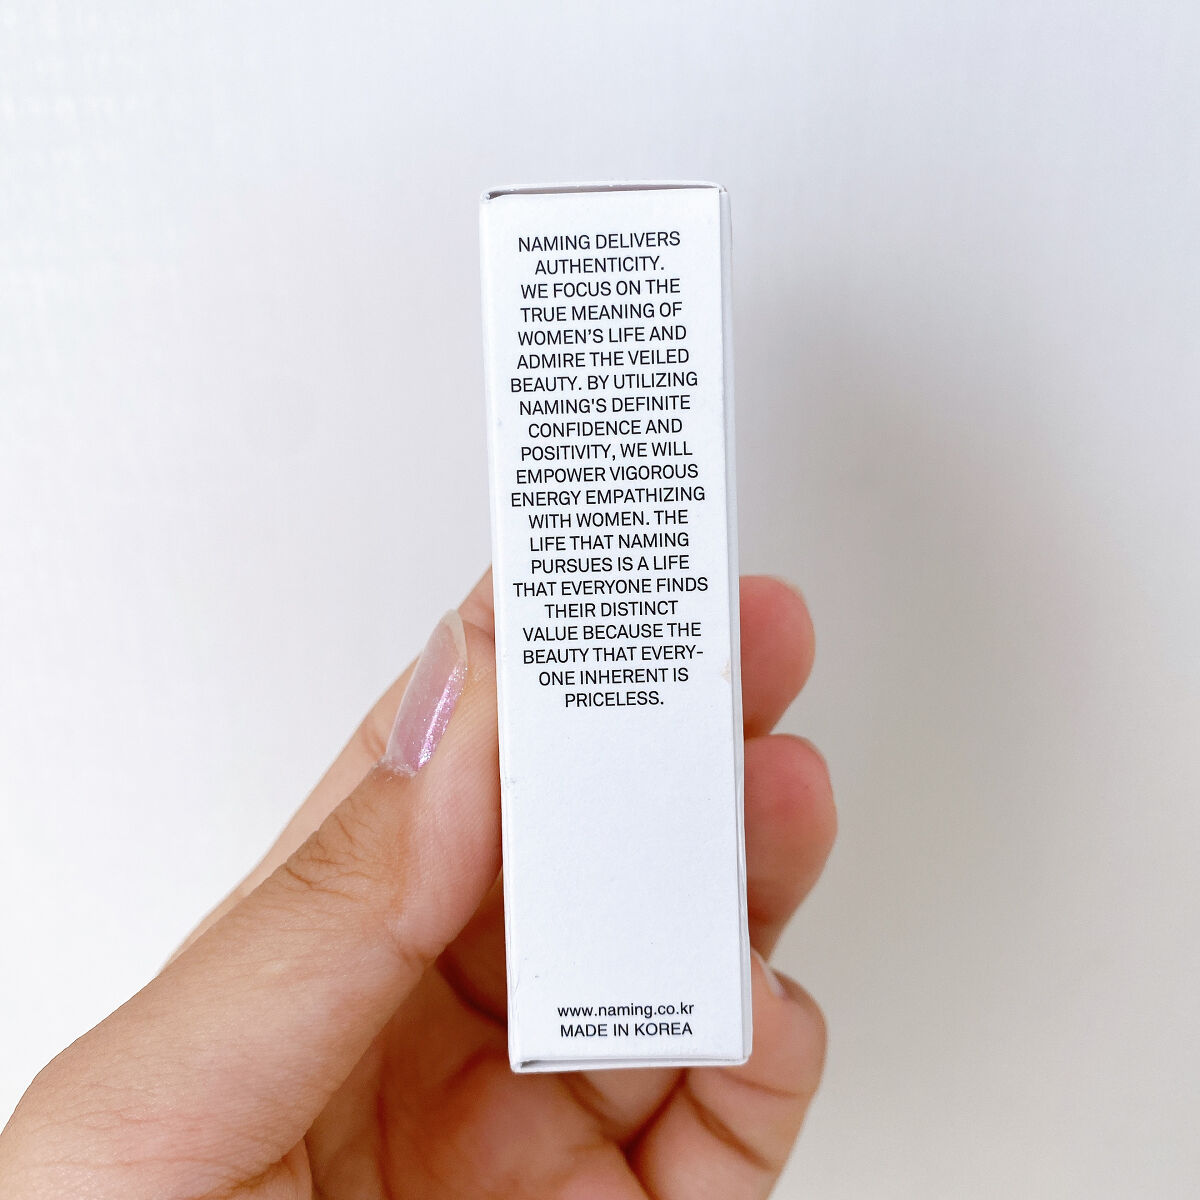 NAMING DELIVERS
AUTHENTICITY.
WE FOCUS ON THE
TRUE MEANING OF
WOMEN'S LIFE AND
ADMIRE THE VEILED
BEAUTY. BY UTILIZING
NAMING'S DEFINITE
CONFIDENCE AND
POSITIVITY, WE WILL
EMPOWER VIGOROUS
ENERGY EMPATHIZING
WITH WOMEN. THE
LIFE THAT NAMING
PURSUES IS A LIFE
THAT EVERYONE FINDS
THEIR DISTINCT
VALUE BECAUSE THE
BEAUTY THAT EVERY-
ONE INHERENT IS
PRICELESS.
www.naming.co.kr
MADE IN KOREA